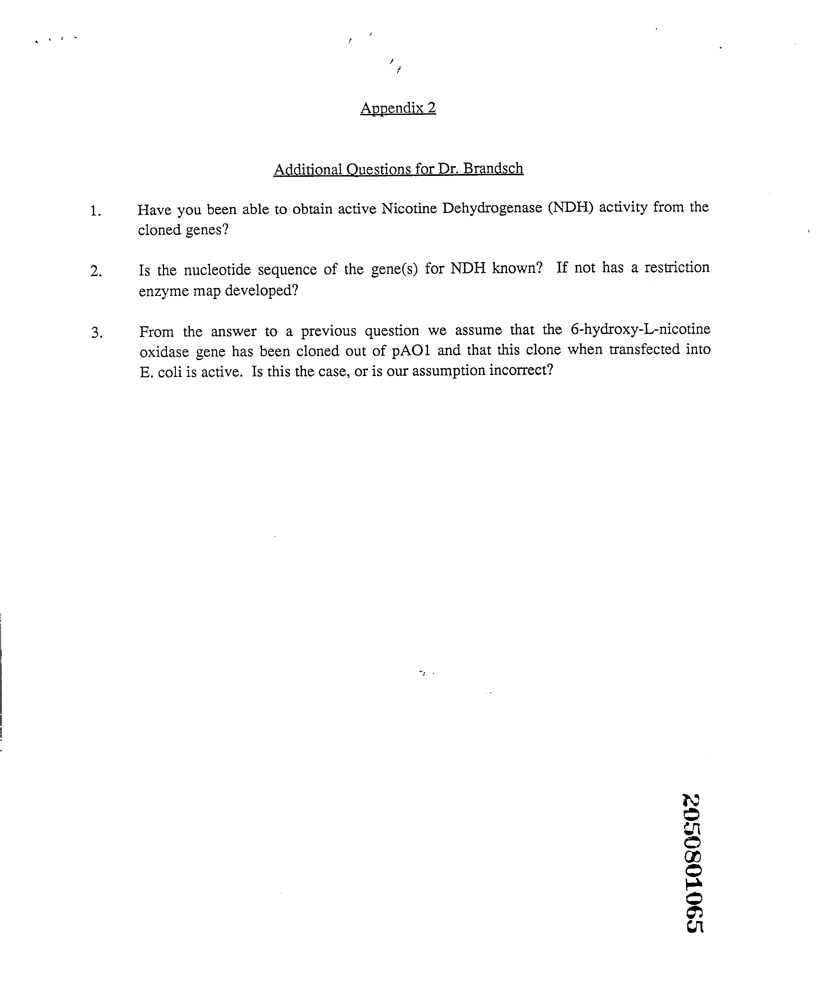 Appendix 2
Additional Questions for Dr. Brandsch
1. Have you been able to obtain active Nicotine Dehydrogenase (NDH) activity from the
cloned genes?
2. Is the nucleotide sequence of the gene(s) for NDH known? If not has a restriction
enzyme map developed?
3. From the answer to a previous question we assume that the 6-hydroxy-L-nicotine
oxidase gene has been cloned out of pAO1 and that this clone when transfected into
E. coli is active. Is this the case, or is our assumption incorrect?
2050801065